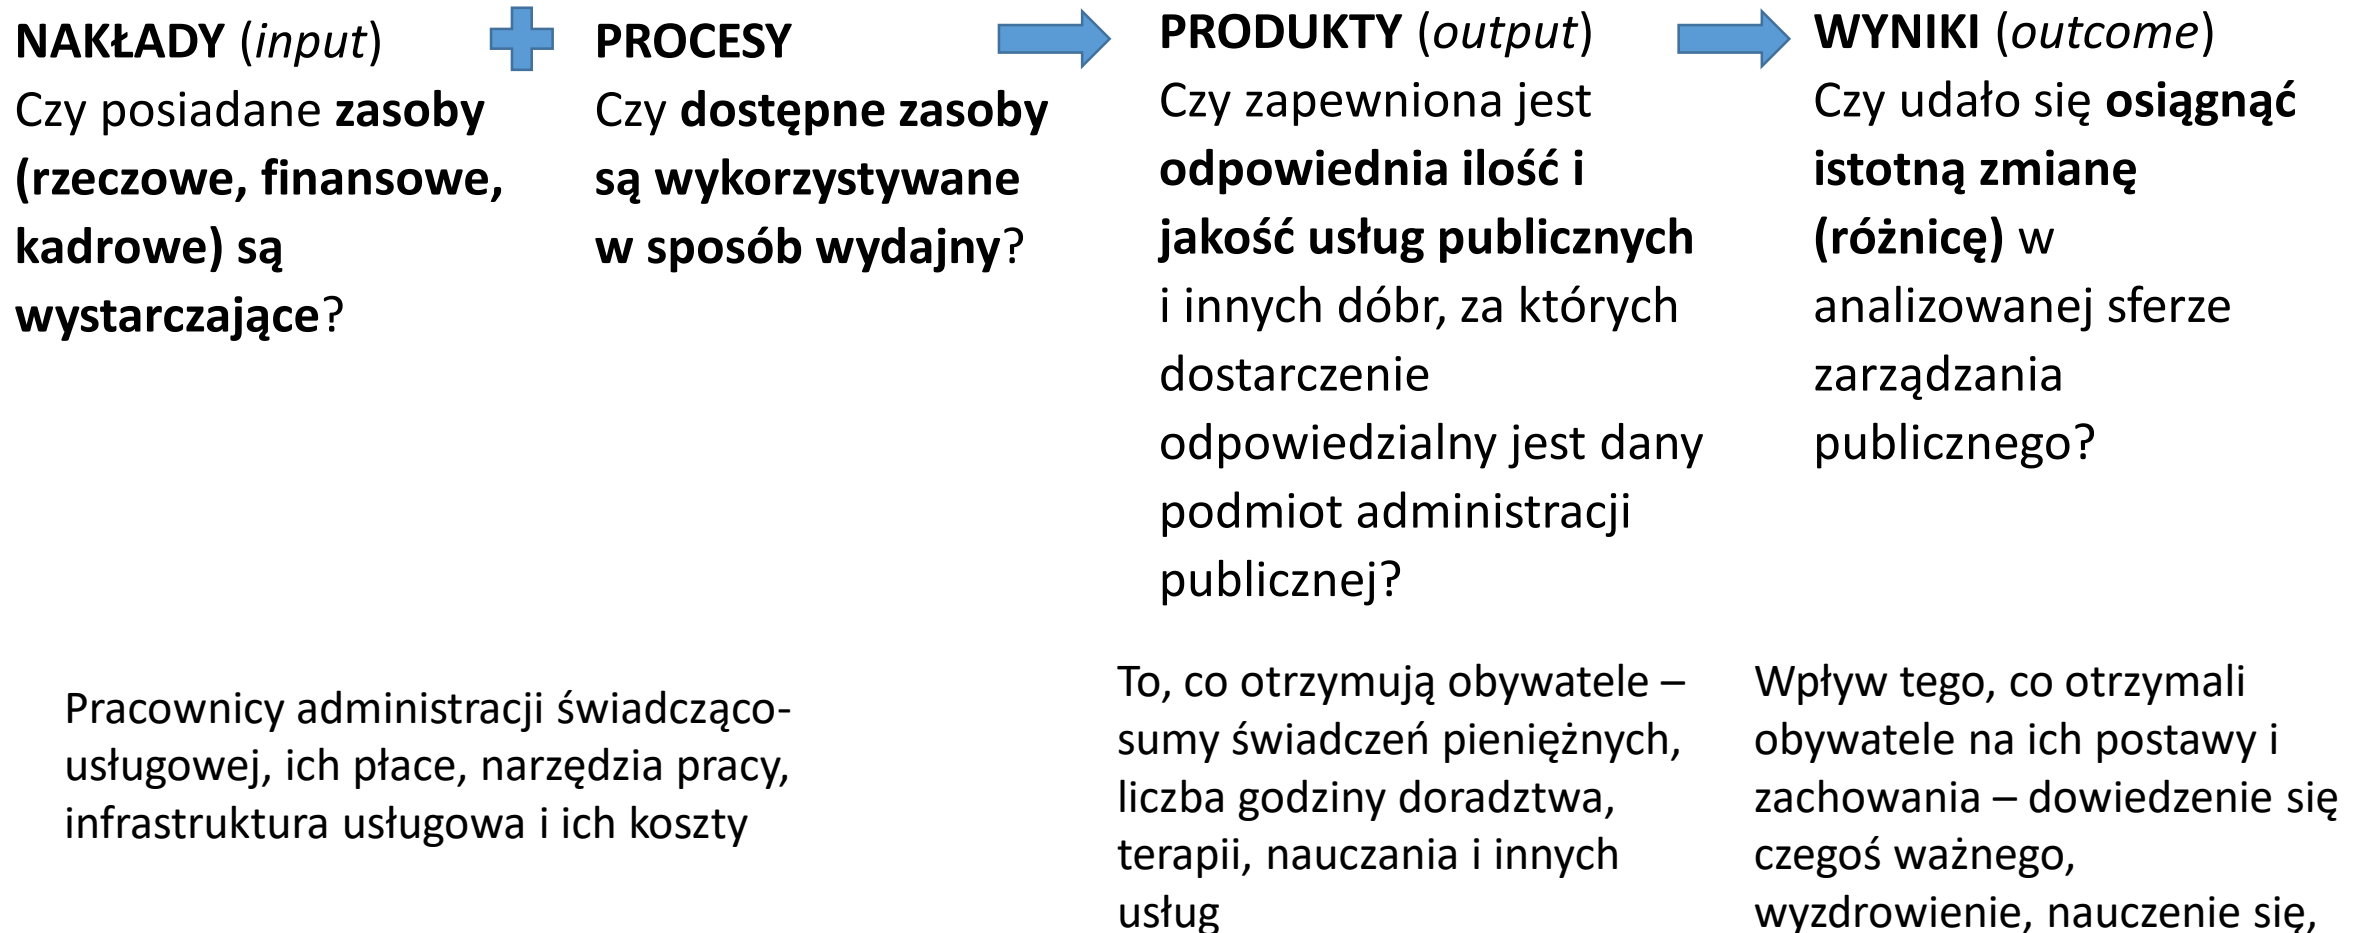 NAKŁADY (input)
Czy posiadane zasoby
(rzeczowe, finansowe,
kadrowe) są
wystarczające?
PROCESY
Czy dostępne zasoby
są wykorzystywane
w sposób wydajny?
PRODUKTY (output)
Czy zapewniona jest
odpowiednia ilość i
jakość usług publicznych
i innych dóbr, za których
dostarczenie
odpowiedzialny jest dany
podmiot administracji
publicznej?
WYNIKI (outcome)
Czy udało się osiągnąć
istotną zmianę
(różnicę) w
analizowanej sferze
zarządzania
publicznego?
Pracownicy administracji świadcząco-
usługowej, ich płace, narzędzia pracy,
infrastruktura usługowa i ich koszty
To, co otrzymują obywatele –
sumy świadczeń pieniężnych,
liczba godziny doradztwa,
terapii, nauczania i innych
usług
Wpływ tego, co otrzymali
obywatele na ich postawy i
zachowania – dowiedzenie się
czegoś ważnego,
wyzdrowienie, nauczenie się,